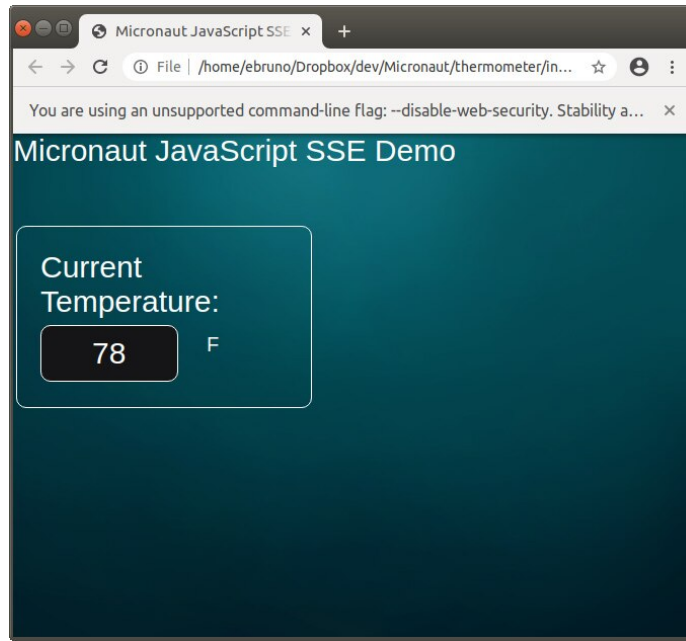 Micronaut JavaScript SSE
File | /home/ebruno/Dropbox/dev/Micronaut/thermometer/in...
You are using an unsupported command-line flag: --disable-web-security. Stability a...
Micronaut JavaScript SSE Demo
Current
Temperature:
78 F